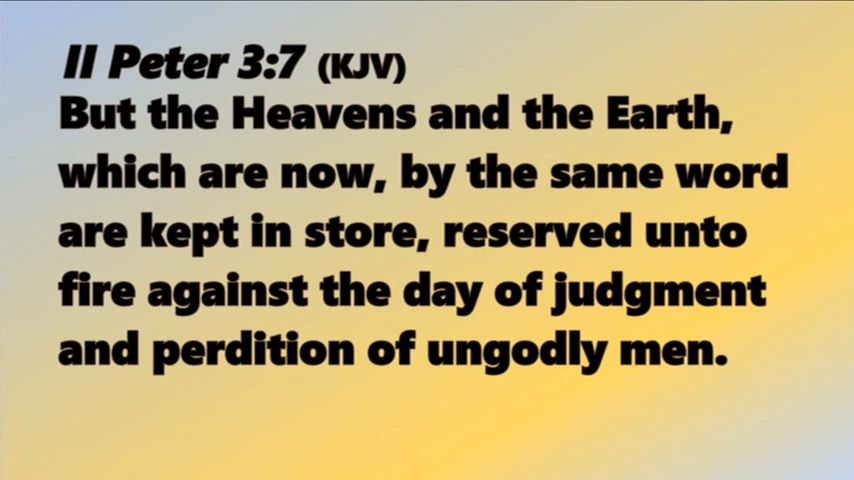 II Peter 3:7 (KJV)
But the Heavens and the Earth,
which are now, by the same word
are kept in store, reserved unto
fire against the day of judgment
and perdition of ungodly men.